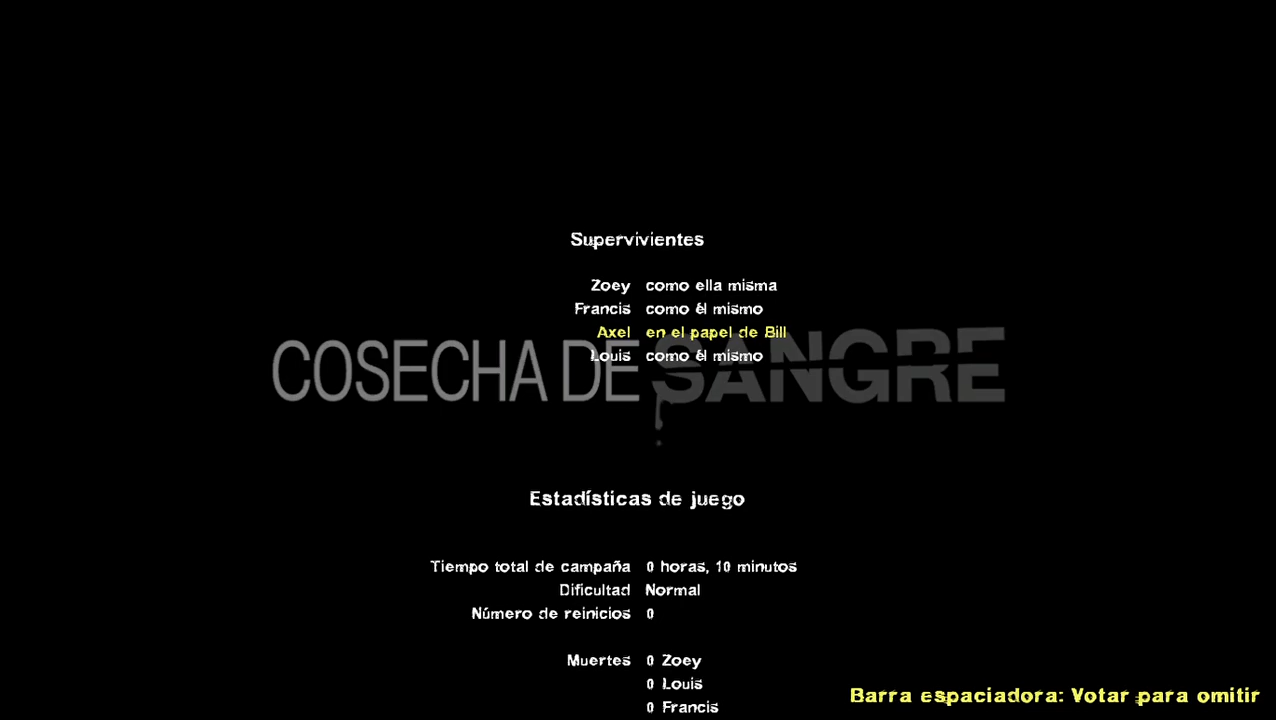 Supervivientes
Zoey como ella misma
Francis como él mismo
Axel en el papel de Bill
Louis como él mismo
COSECHA DE SANGRE
Estadísticas de juego
Tiempo total de campaña 0 horas, 10 minutos
Dificultad Normal
Número de reinicios 0
Muertes 0 Zoey
0 Louis
0 Francis
Barra espaciadora: Votar para omitir